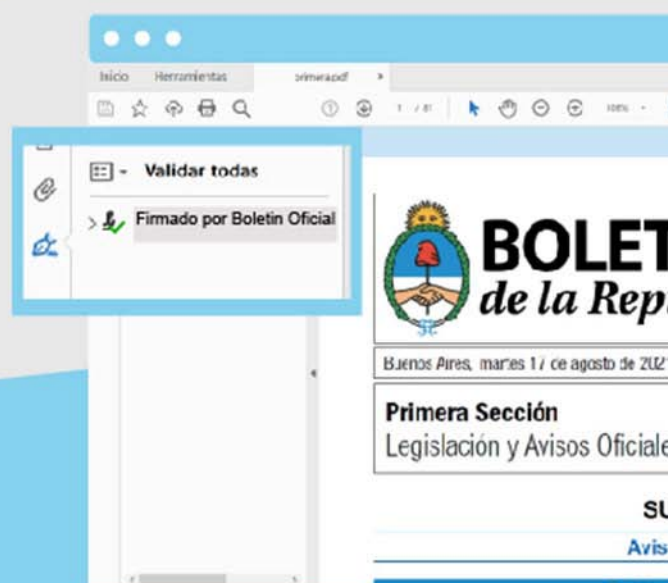 Inicio Herramientas primera.pdf
Validar todas
Firmado por Boletin Oficial
BOLET
de la Rep
Buenos Aires, martes 17 de agosto de 2021
Primera Sección
Legislación y Avisos Oficiale
SU
Avis